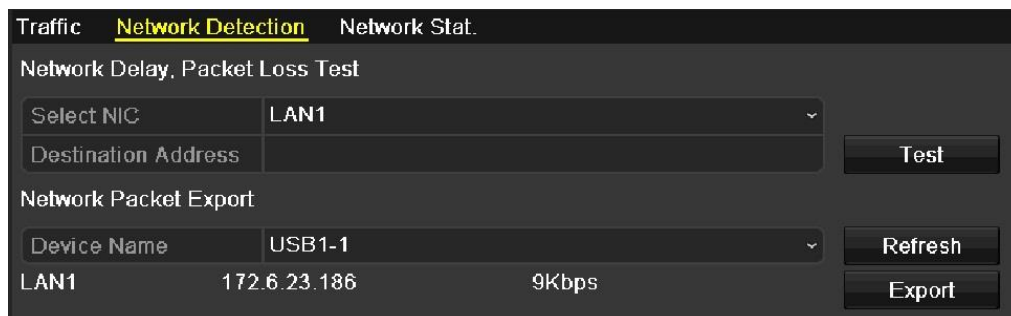 Traffic Network Detection Network Stat.
Network Delay, Packet Loss Test
Select NIC LAN1
Destination Address Test
Network Packet Export
Device Name USB1-1 Refresh
LAN1 172.6.23.186 9Kbps Export